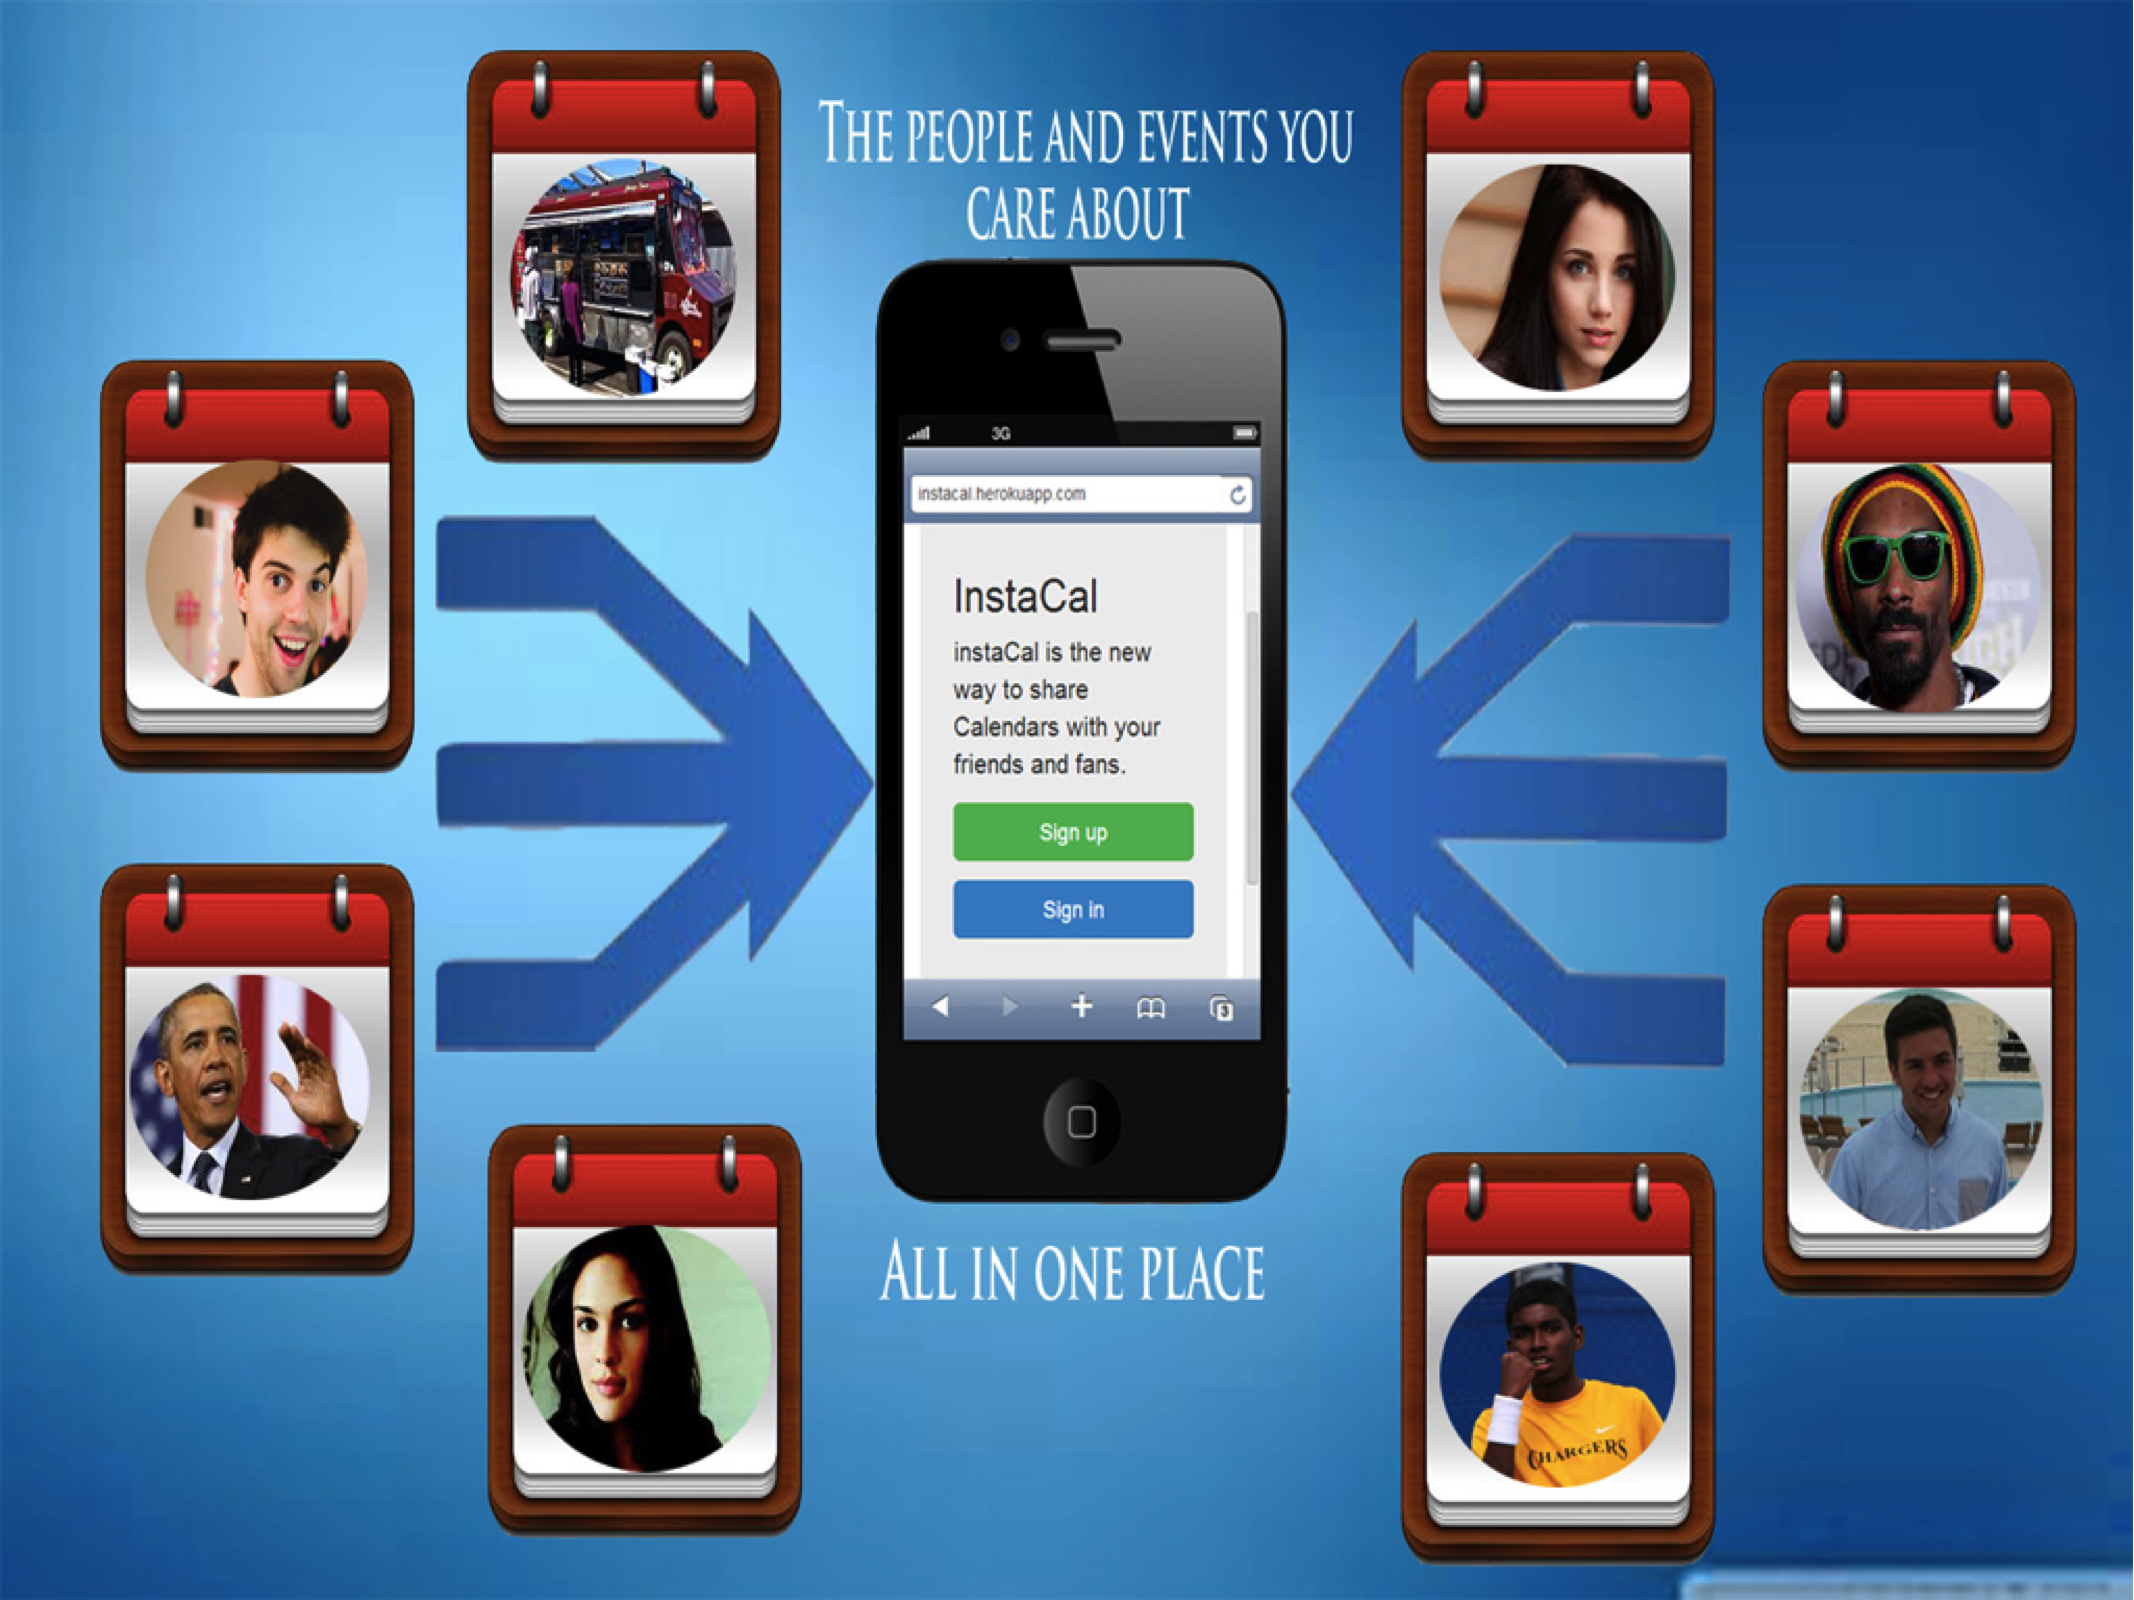 THE PEOPLE AND EVENTS YOU
CARE ABOUT
3G
instacal.herokuapp.com
InstaCal
instaCal is the new
way to share
Calendars with your
friends and fans.
Sign up
Sign in
3
ALL IN ONE PLACE
CHARGERS